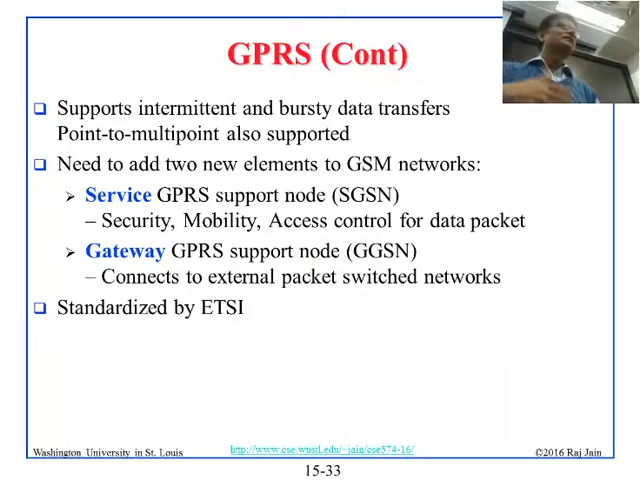 GPRS (Cont)
Supports intermittent and bursty data transfers
Point-to-multipoint also supported
Need to add two new elements to GSM networks:
Service GPRS support node (SGSN)
– Security, Mobility, Access control for data packet
Gateway GPRS support node (GGSN)
– Connects to external packet switched networks
Standardized by ETSI
Washington University in St. Louis
http://www.cse.wustl.edu/~jain/cse574-16/
©2016 Raj Jain
15-33